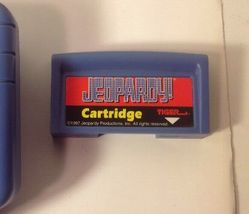 JEOPARDY!
Cartridge TIGER
©1997 Jeopardy Productions, Inc. All rights reserved.